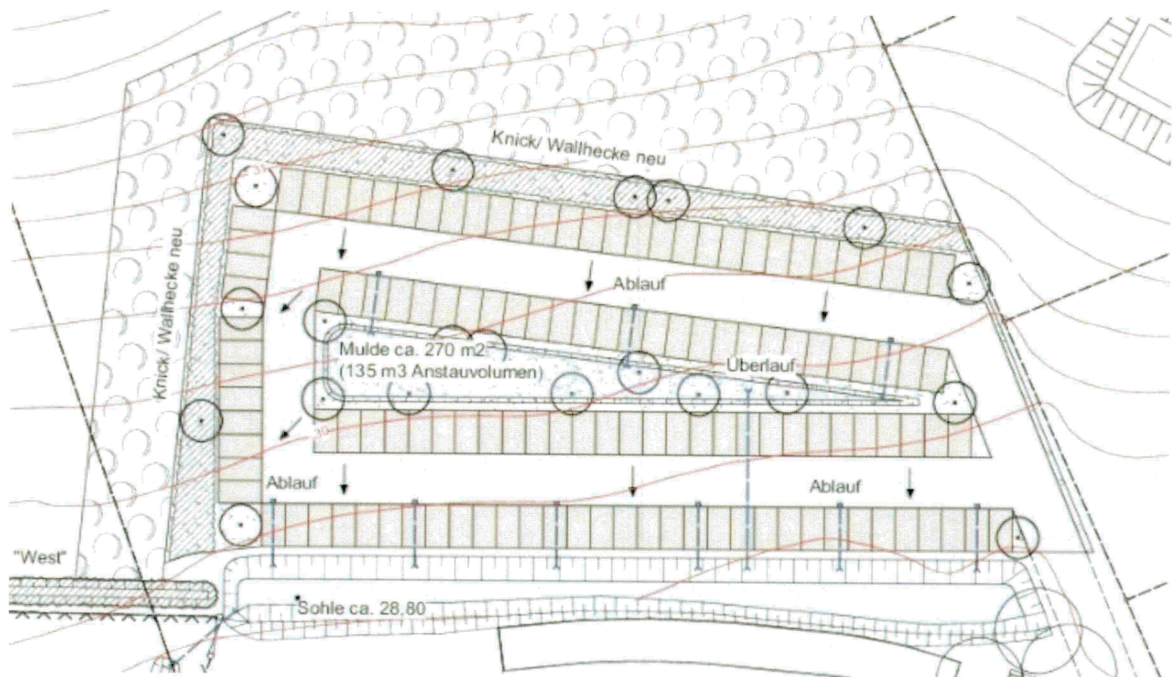 Knick/ Wallhecke neu
Knick/ Wallhecke neu
Ablauf
Mulde ca. 270 m2
(135 m3 Anstauvolumen)
Überlauf
30
Ablauf
Ablauf
"West"
Sohle ca. 28,80